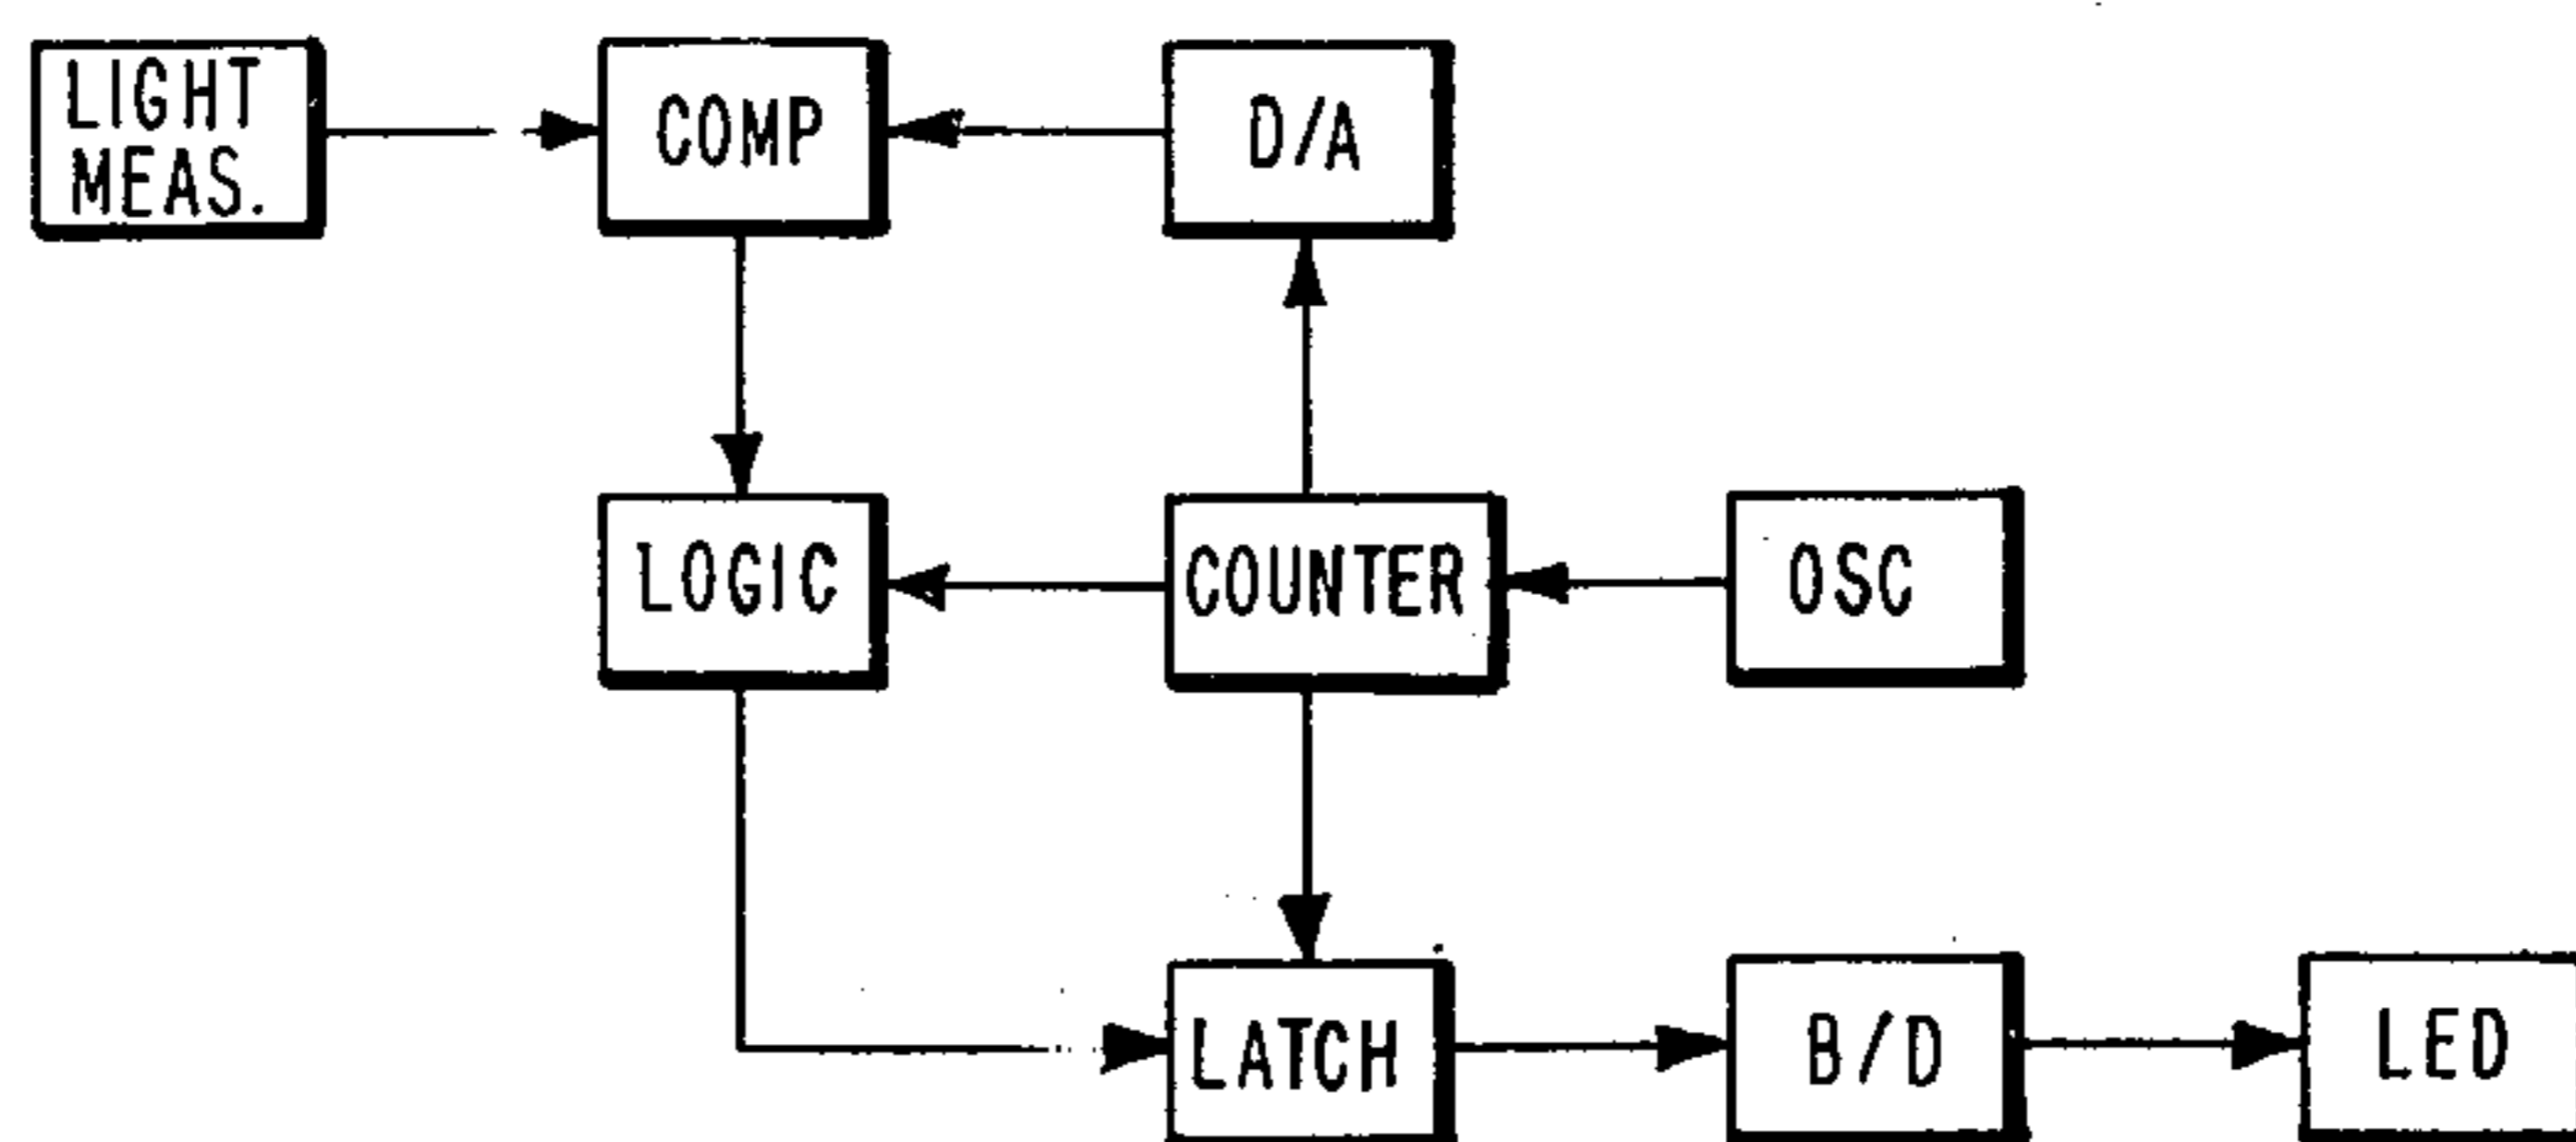 LIGHT
MEAS.
COMP
D/A
LOGIC
COUNTER
OSC
LATCH
B/D
LED